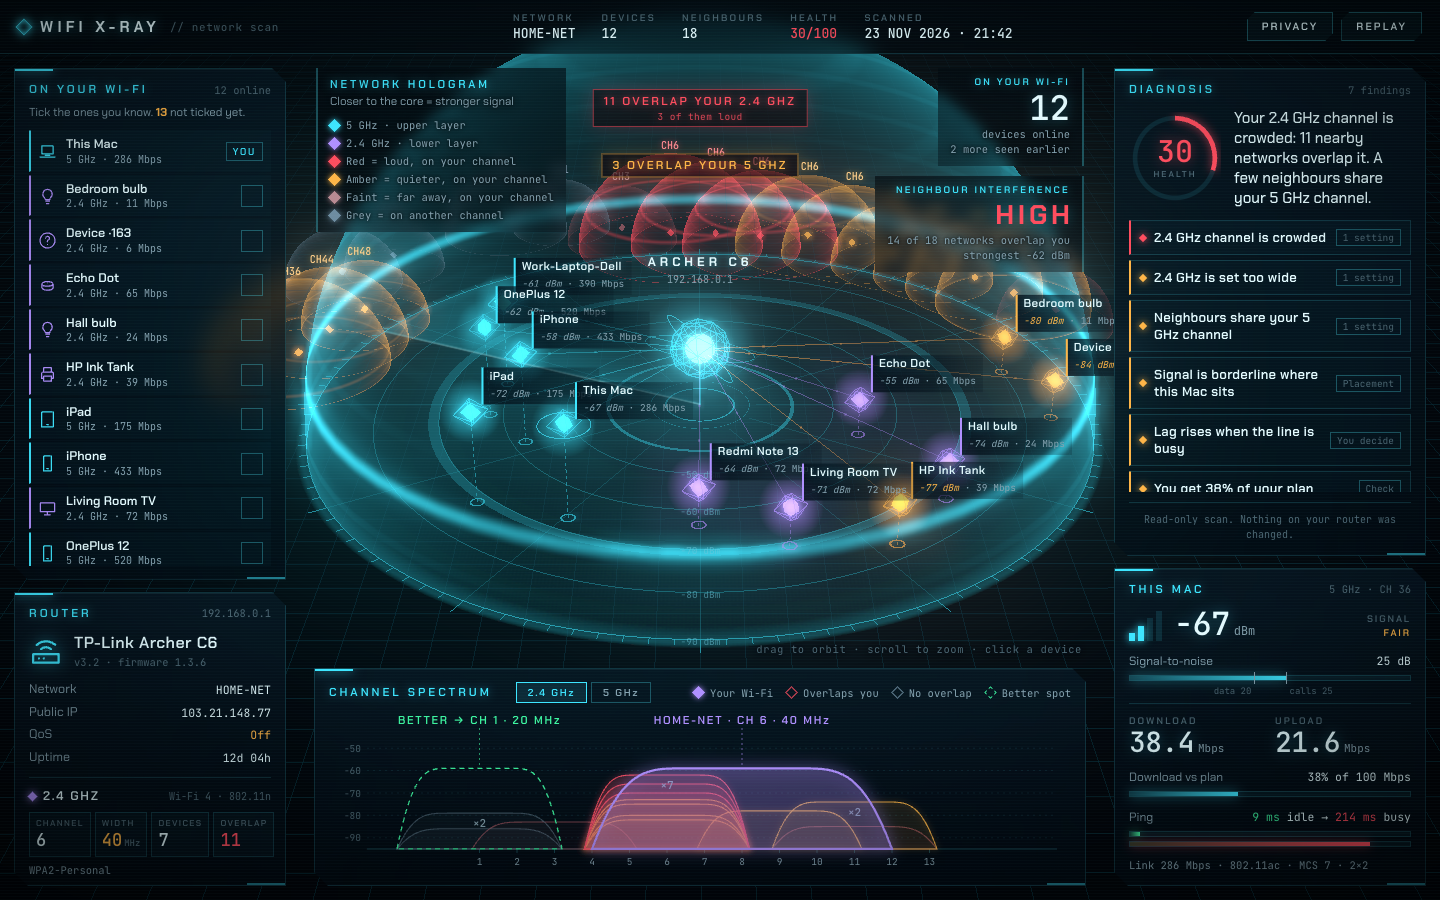 WIFI X-RAY // network scan
NETWORK
HOME-NET
DEVICES
12
NEIGHBOURS
18
HEALTH
30/100
SCANNED
23 NOV 2026 · 21:42
PRIVACY
REPLAY
ON YOUR WI-FI
12 online
Tick the ones you know. 13 not ticked yet.
This Mac
5 GHz · 286 Mbps
YOU
Bedroom bulb
2.4 GHz · 11 Mbps
Device ·163
2.4 GHz · 6 Mbps
Echo Dot
2.4 GHz · 65 Mbps
Hall bulb
2.4 GHz · 24 Mbps
HP Ink Tank
2.4 GHz · 39 Mbps
iPad
5 GHz · 175 Mbps
iPhone
5 GHz · 433 Mbps
Living Room TV
2.4 GHz · 72 Mbps
OnePlus 12
5 GHz · 520 Mbps
ROUTER
192.168.0.1
TP-Link Archer C6
v3.2 · firmware 1.3.6
Network
HOME-NET
Public IP
103.21.148.77
QoS
Off
Uptime
12d 04h
2.4 GHZ
Wi-Fi 4 · 802.11n
CHANNEL
6
WIDTH
40 MHz
DEVICES
7
OVERLAP
11
WPA2-Personal
NETWORK HOLOGRAM
Closer to the core = stronger signal
5 GHz · upper layer
2.4 GHz · lower layer
Red = loud, on your channel
Amber = quieter, on your channel
Faint = far away, on your channel
Grey = on another channel
11 OVERLAP YOUR 2.4 GHZ
3 of them loud
3 OVERLAP YOUR 5 GHZ
CH6
CH6
CH6
CH6
CH44
CH48
ON YOUR WI-FI
12
devices online
2 more seen earlier
NEIGHBOUR INTERFERENCE
HIGH
14 of 18 networks overlap you
strongest -62 dBm
ARCHER C6
192.168.0.1
Work-Laptop-Dell
-61 dBm · 390 Mbps
OnePlus 12
-62 dBm · 520 Mbps
iPhone
-58 dBm · 433 Mbps
iPad
-72 dBm · 175 M
This Mac
-67 dBm · 286 Mbps
Echo Dot
-55 dBm · 65 Mbps
Bedroom bulb
-80 dBm · 11 Mbp
Device
-84 dBm
Hall bulb
-74 dBm · 24 Mbps
Redmi Note 13
-64 dBm · 72 Mb
Living Room TV
-71 dBm · 72 Mbps
HP Ink Tank
-77 dBm · 39 Mbps
-60 dBm
-80 dBm
-90 dBm
drag to orbit · scroll to zoom · click a device
CHANNEL SPECTRUM
2.4 GHz
5 GHz
Your Wi-Fi
Overlaps you
No overlap
Better spot
BETTER → CH 1 · 20 MHz
HOME-NET · CH 6 · 40 MHz
-50
-60
-70
-80
-90
×2
×7
×2
1 2 3 4 5 6 7 8 9 10 11 12 13
DIAGNOSIS
7 findings
30
HEALTH
Your 2.4 GHz channel is
crowded: 11 nearby
networks overlap it. A
few neighbours share
your 5 GHz channel.
2.4 GHz channel is crowded
1 setting
2.4 GHz is set too wide
1 setting
Neighbours share your 5
GHz channel
1 setting
Signal is borderline where
this Mac sits
Placement
Lag rises when the line is
busy
You decide
You get 38% of your plan
Check
Read-only scan. Nothing on your router was
changed.
THIS MAC
5 GHz · CH 36
-67 dBm
SIGNAL
FAIR
Signal-to-noise
25 dB
data 20
calls 25
DOWNLOAD
38.4 Mbps
UPLOAD
21.6 Mbps
Download vs plan
38% of 100 Mbps
Ping
9 ms idle → 214 ms busy
Link 286 Mbps · 802.11ac · MCS 7 · 2×2